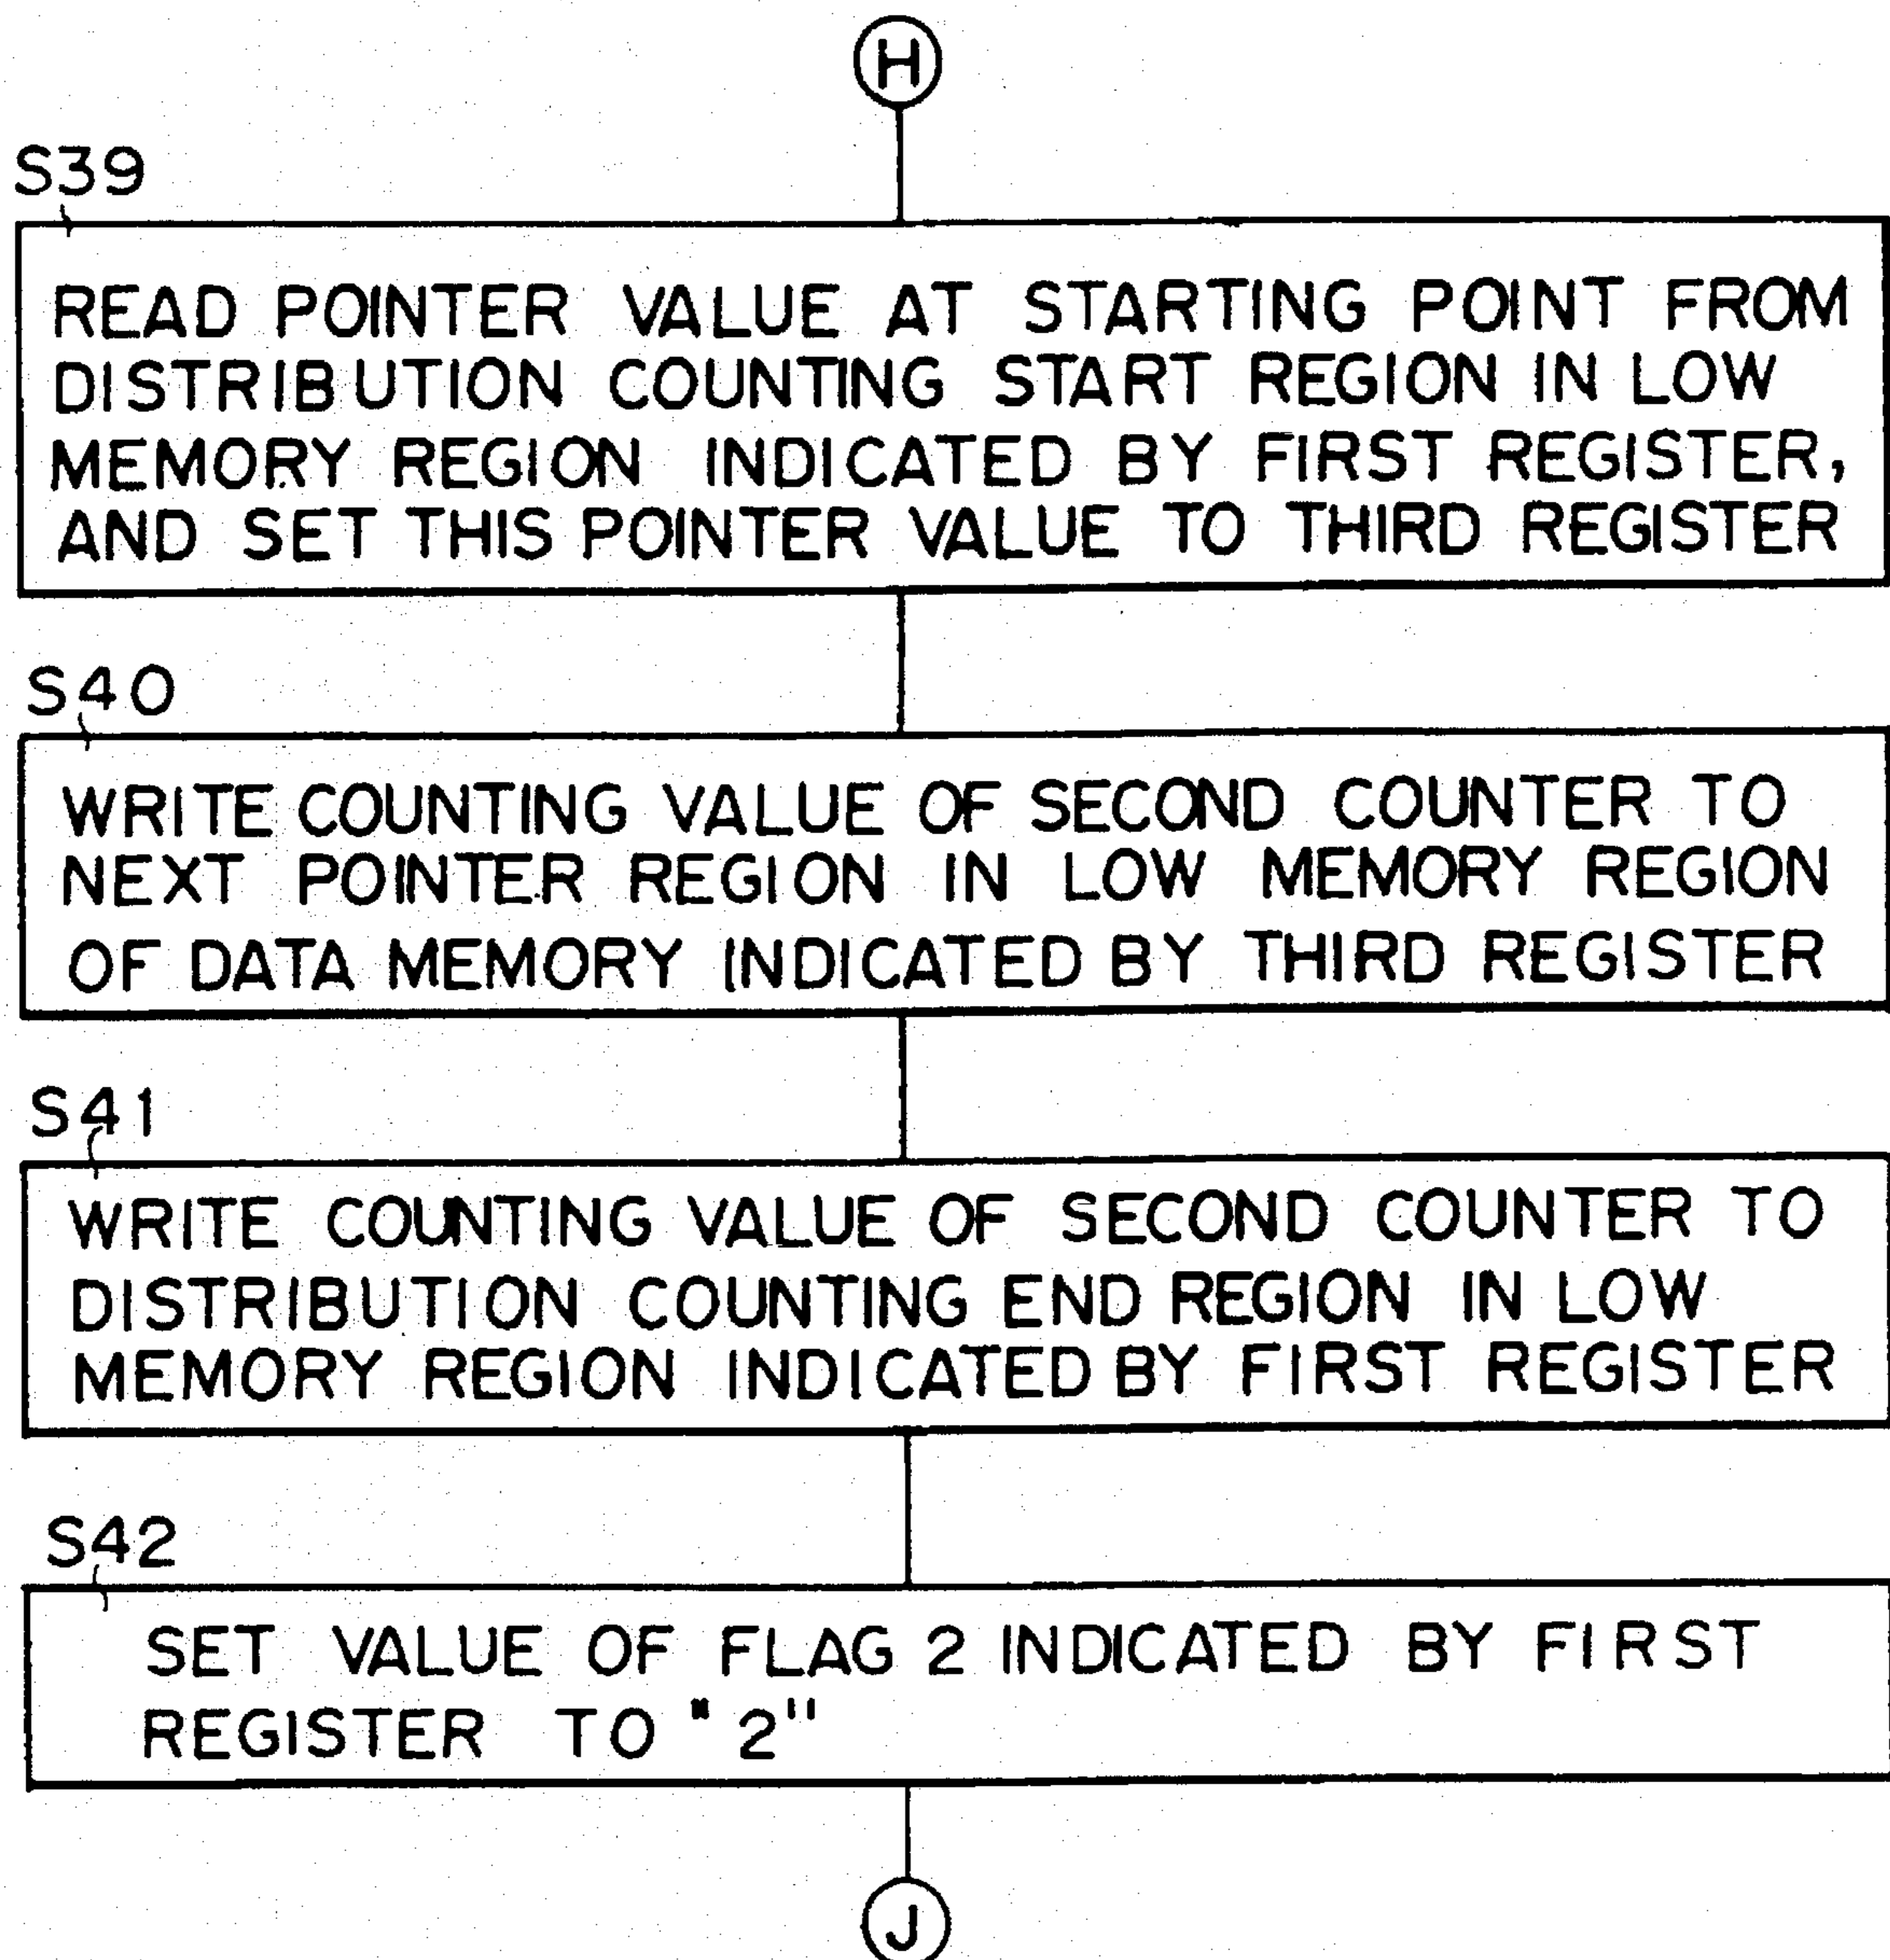 H
S39
READ POINTER VALUE AT STARTING POINT FROM
DISTRIBUTION COUNTING START REGION IN LOW
MEMORY REGION INDICATED BY FIRST REGISTER,
AND SET THIS POINTER VALUE TO THIRD REGISTER
S40
WRITE COUNTING VALUE OF SECOND COUNTER TO
NEXT POINTER REGION IN LOW MEMORY REGION
OF DATA MEMORY INDICATED BY THIRD REGISTER
S41
WRITE COUNTING VALUE OF SECOND COUNTER TO
DISTRIBUTION COUNTING END REGION IN LOW
MEMORY REGION INDICATED BY FIRST REGISTER
S42
SET VALUE OF FLAG 2 INDICATED BY FIRST
REGISTER TO "2"
J